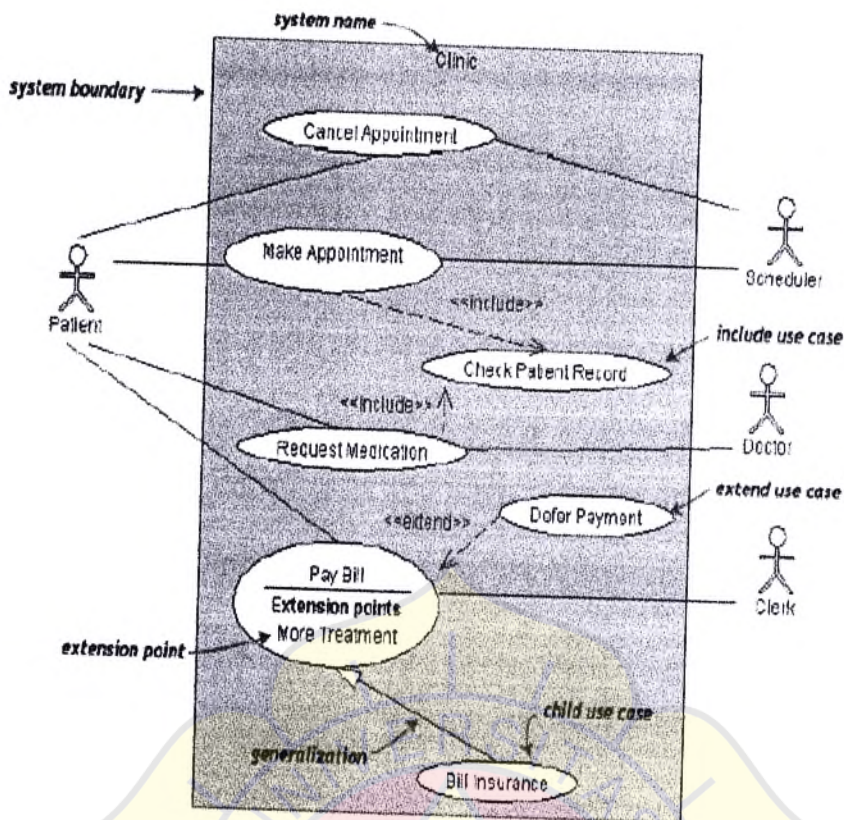 system name
Clinic
system boundary
Cancel Appointment
Make Appointment
Scheduler
Patient
<<include>>
include use case
Check Patient Record
<<include>>
Request Medication
Doctor
extend use case
<<extend>>
Defer Payment
Pay Bill
Extension points
More Treatment
Clerk
extension point
child use case
generalization
Bill Insurance
UNIVERSITAS